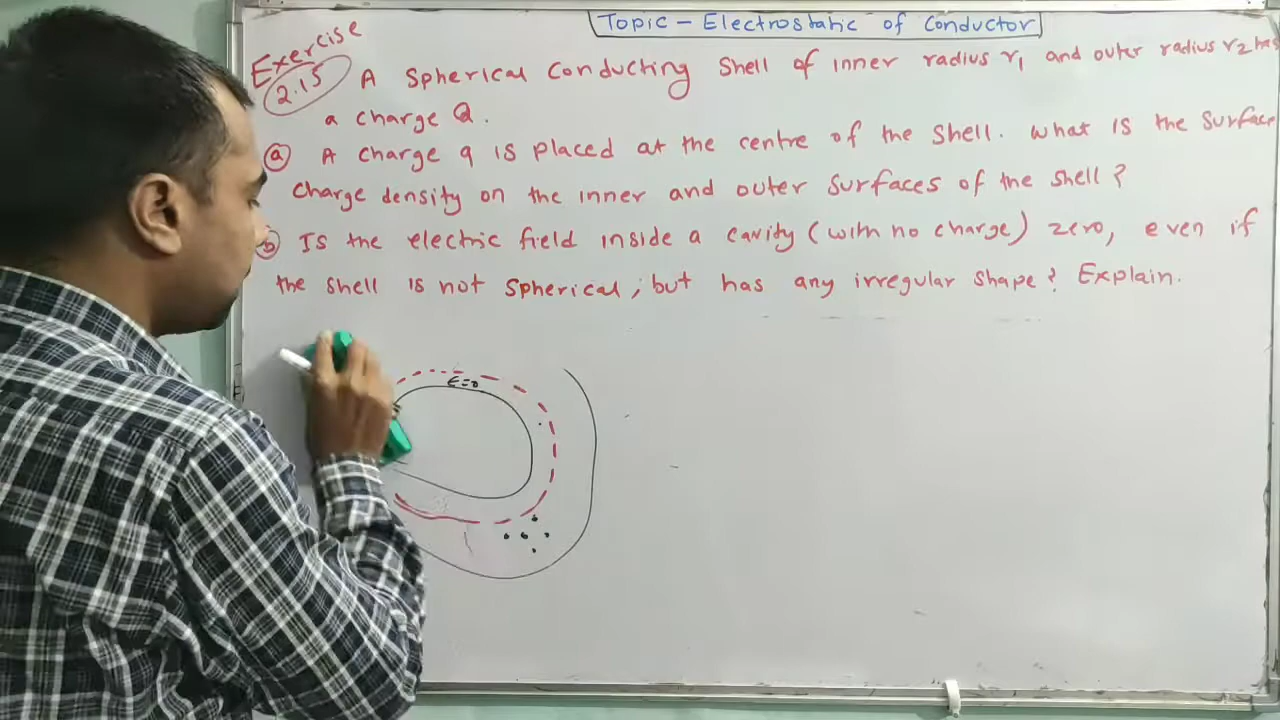 Topic - Electrostatic of Conductor
Exercise
2.15 A Spherical Conducting Shell of inner radius r1 and outer radius r2 has
a charge Q.
(a) A charge q is placed at the centre of the shell. What is the Surface
Charge density on the inner and outer Surfaces of the shell?
(b) Is the electric field inside a cavity (with no charge) zero, even if
the shell is not spherical, but has any irregular shape? Explain.
E=0